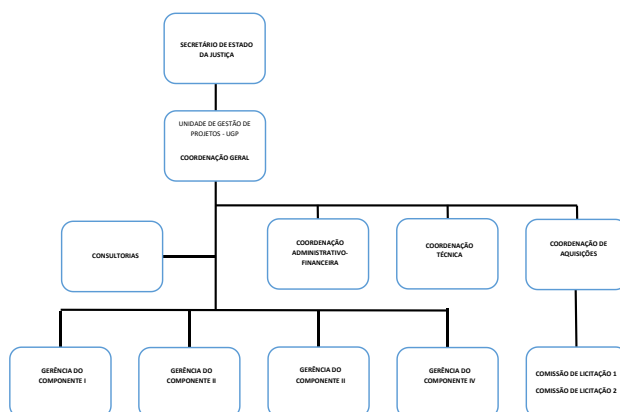 SECRETÁRIO DE ESTADO
DA JUSTIÇA
UNIDADE DE GESTÃO DE
PROJETOS - UGP
COORDENAÇÃO GERAL
CONSULTORIAS
COORDENAÇÃO
ADMINISTRATIVO-
FINANCEIRA
COORDENAÇÃO
TÉCNICA
COORDENAÇÃO DE
AQUISIÇÕES
GERÊNCIA DO
COMPONENTE I
GERÊNCIA DO
COMPONENTE II
GERÊNCIA DO
COMPONENTE II
GERÊNCIA DO
COMPONENTE IV
COMISSÃO DE LICITAÇÃO 1
COMISSÃO DE LICITAÇÃO 2